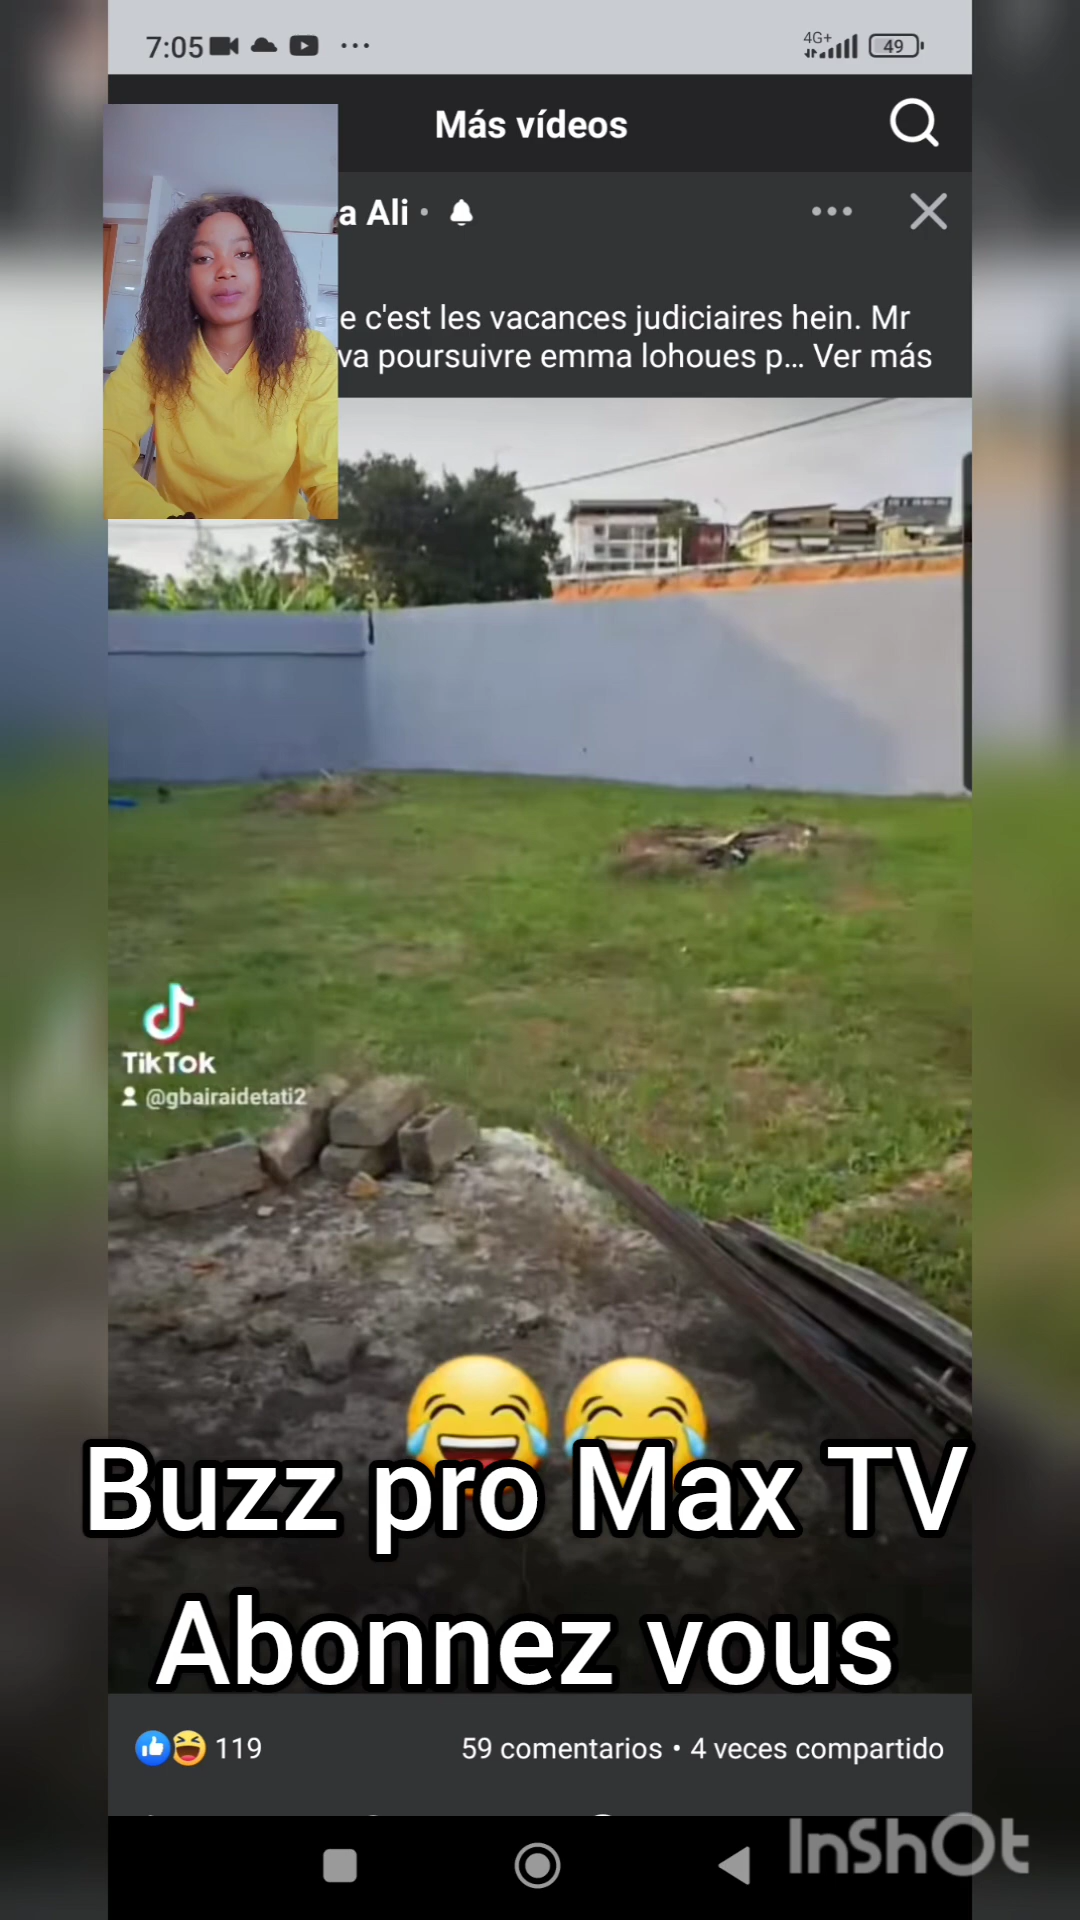 7:05
4G+
49
Más vídeos
a Ali
e c'est les vacances judiciaires hein. Mr
va poursuivre emma lohoues p... Ver más
TikTok
@gbairaidetati2
Buzz pro Max TV
Abonnez vous
119
59 comentarios • 4 veces compartido
InShOt